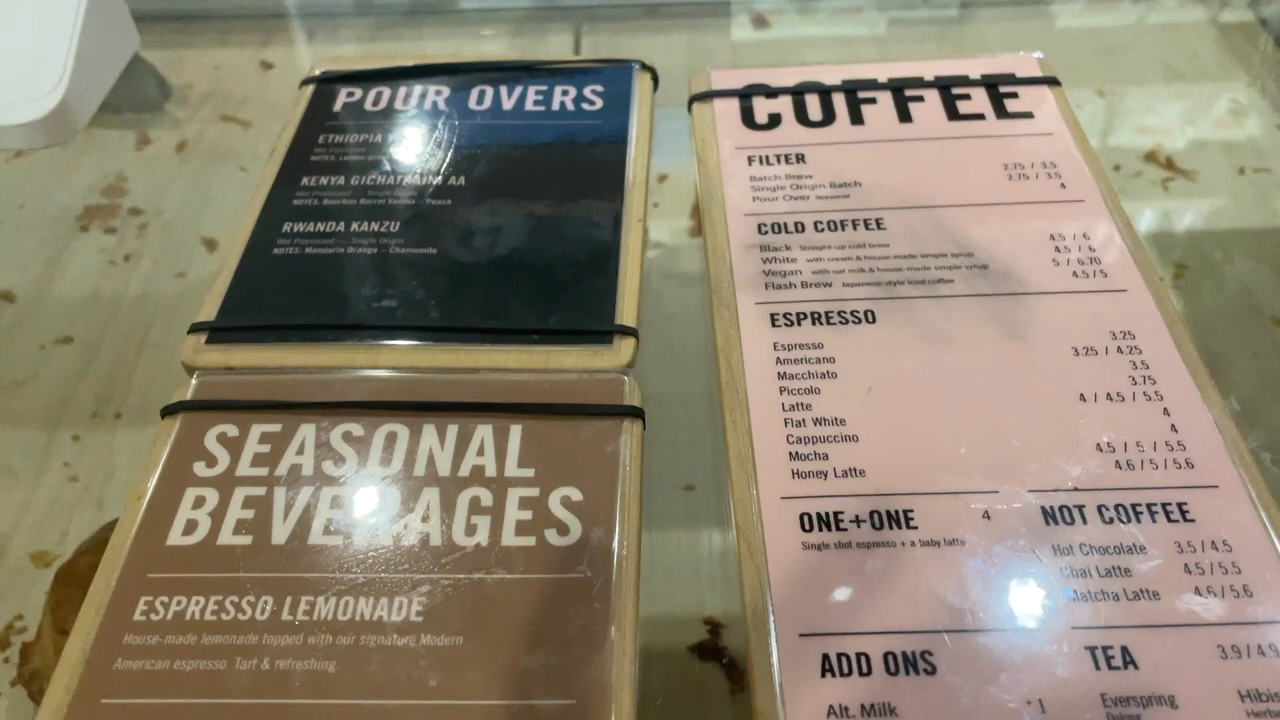 POUR OVERS
ETHIOPIA
NOTES: Lemon
KENYA GICHATHAINI AA
Wet Processed Single Origin
NOTES: Bourbon Barrel Vanilla — Peach
RWANDA KANZU
Wet Processed — Single Origin
NOTES: Mandarin Orange — Chamomile
SEASONAL
BEVERAGES
ESPRESSO LEMONADE
House-made lemonade topped with our signature Modern
American espresso. Tart & refreshing.
COFFEE
FILTER
Batch Brew 2.75 / 3.5
Single Origin Batch 2.75 / 3.5
Pour Over Seasonal 4
COLD COFFEE
Black Straight-up cold brew 4.5 / 6
White with cream & house-made simple syrup 4.5 / 6
Vegan with oat milk & house-made simple syrup 5 / 6.70
Flash Brew Japanese-style iced coffee 4.5 / 5
ESPRESSO
Espresso 3.25
Americano 3.25 / 4.25
Macchiato 3.5
Piccolo 3.75
Latte 4 / 4.5 / 5.5
Flat White 4
Cappuccino 4
Mocha 4.5 / 5 / 5.5
Honey Latte 4.6 / 5 / 5.6
ONE+ONE 4
Single shot espresso + a baby latte
NOT COFFEE
Hot Chocolate 3.5 / 4.5
Chai Latte 4.5 / 5.5
Matcha Latte 4.6 / 5.6
ADD ONS
Alt. Milk +1
TEA 3.9 / 4.9
Everspring Hibis
Herba